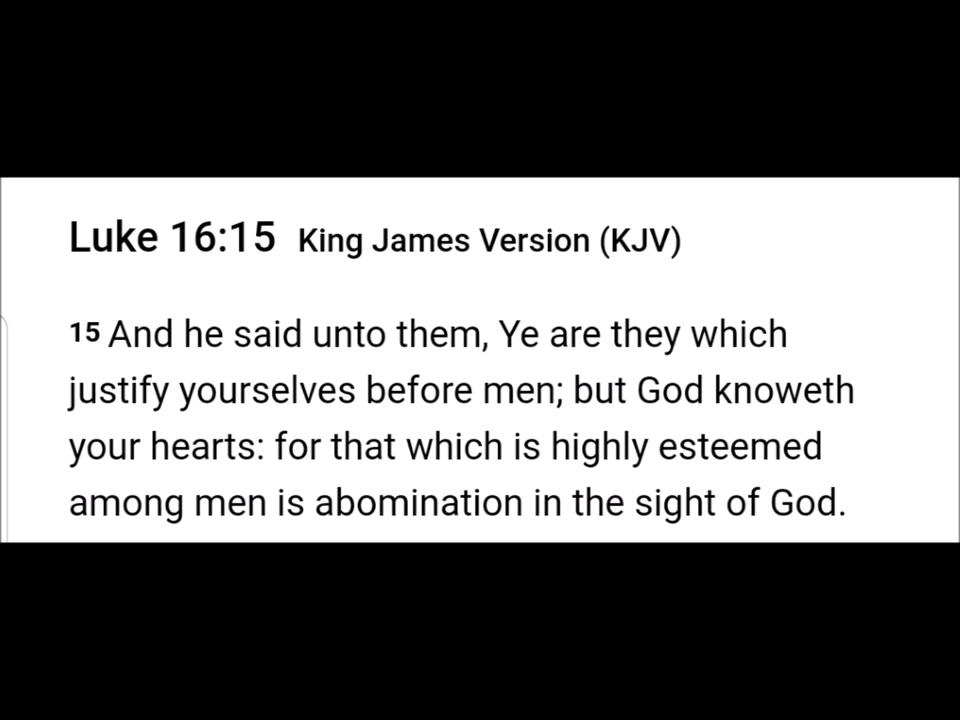 Luke 16:15 King James Version (KJV)
15 And he said unto them, Ye are they which
justify yourselves before men; but God knoweth
your hearts: for that which is highly esteemed
among men is abomination in the sight of God.